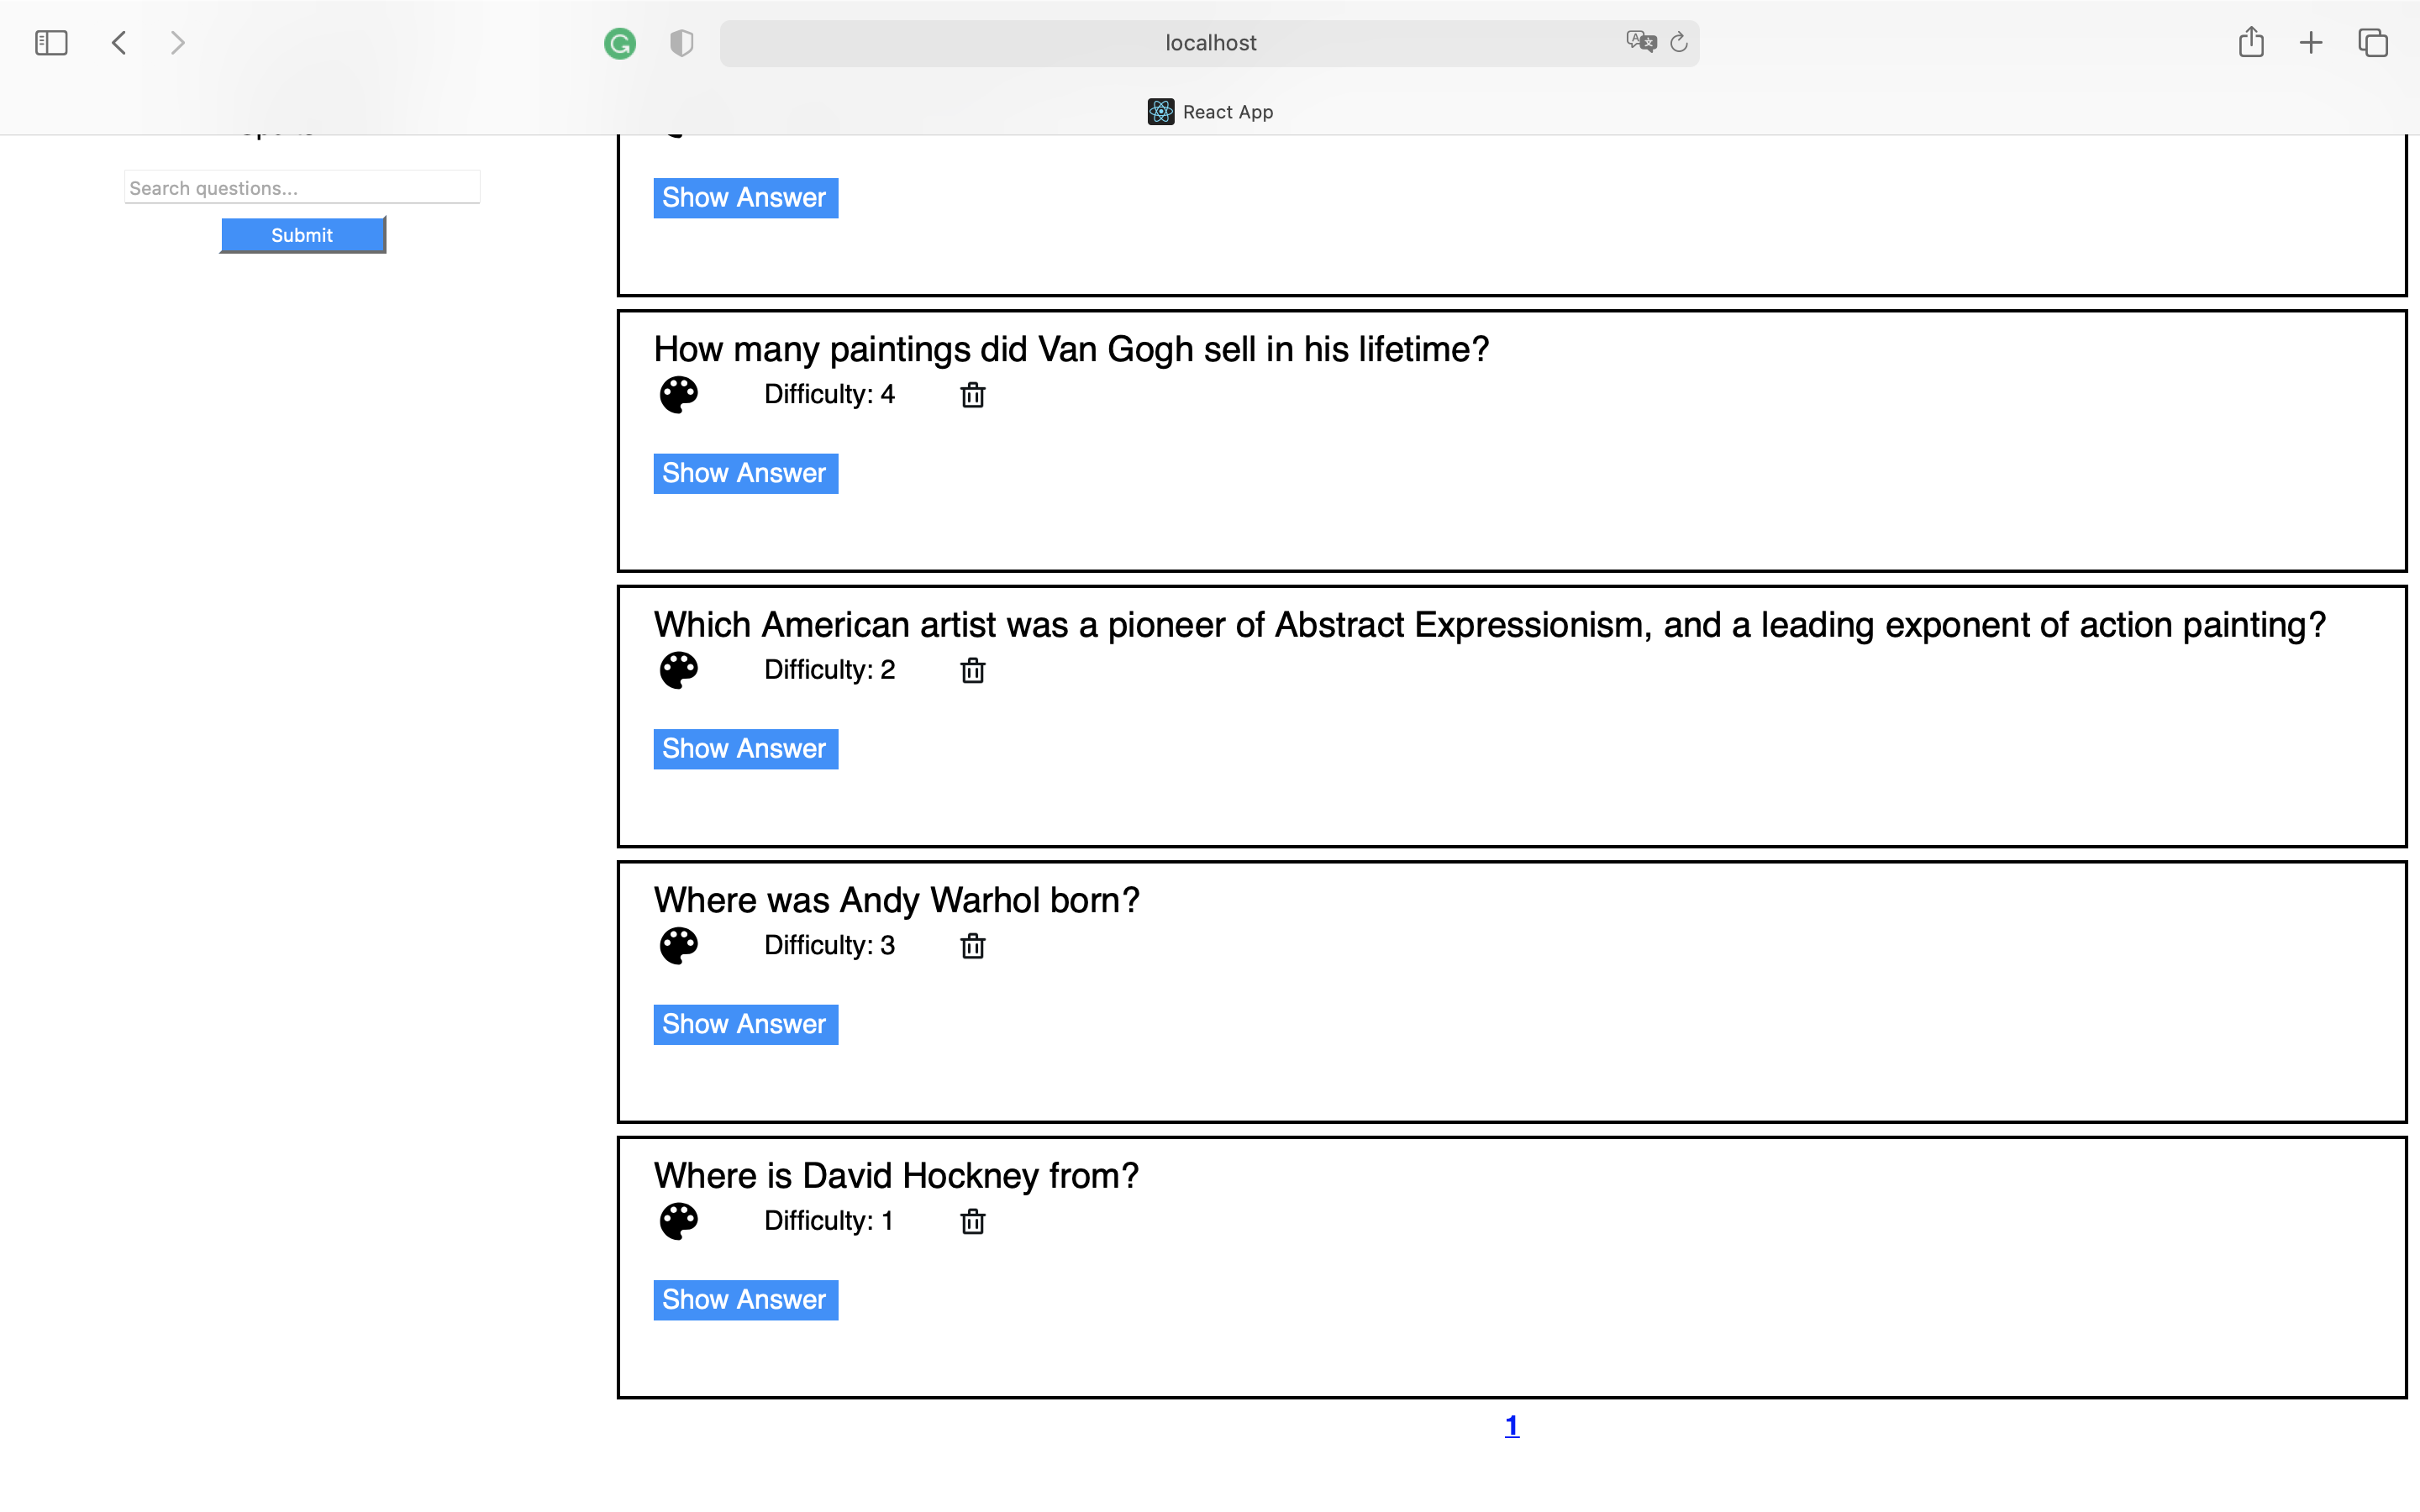 localhost
React App
Search questions...
Submit
Show Answer
How many paintings did Van Gogh sell in his lifetime?
Difficulty: 4
Show Answer
Which American artist was a pioneer of Abstract Expressionism, and a leading exponent of action painting?
Difficulty: 2
Show Answer
Where was Andy Warhol born?
Difficulty: 3
Show Answer
Where is David Hockney from?
Difficulty: 1
Show Answer
1